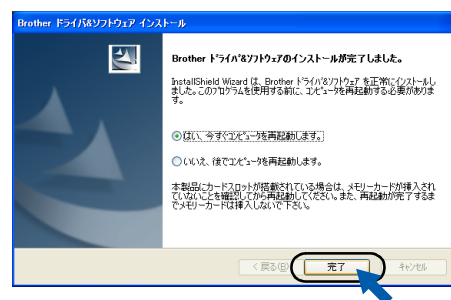 Brother ドライバ&ソフトウェア インストール
Brother ドライバ&ソフトウェアのインストールが完了しました。
InstallShield Wizard は、Brother ドライバ&ソフトウェア を正常にインストールし
ました。このプログラムを使用する前に、コンピュータを再起動する必要がありま
す。
はい、今すぐコンピュータを再起動します。
いいえ、後でコンピュータを再起動します。
本製品にカードスロットが搭載されている場合は、メモリーカードが挿入され
ていないことを確認してから再起動してください。また、再起動が完了するま
でメモリーカードは挿入しないで下さい。
< 戻る(B)
完了
キャンセル